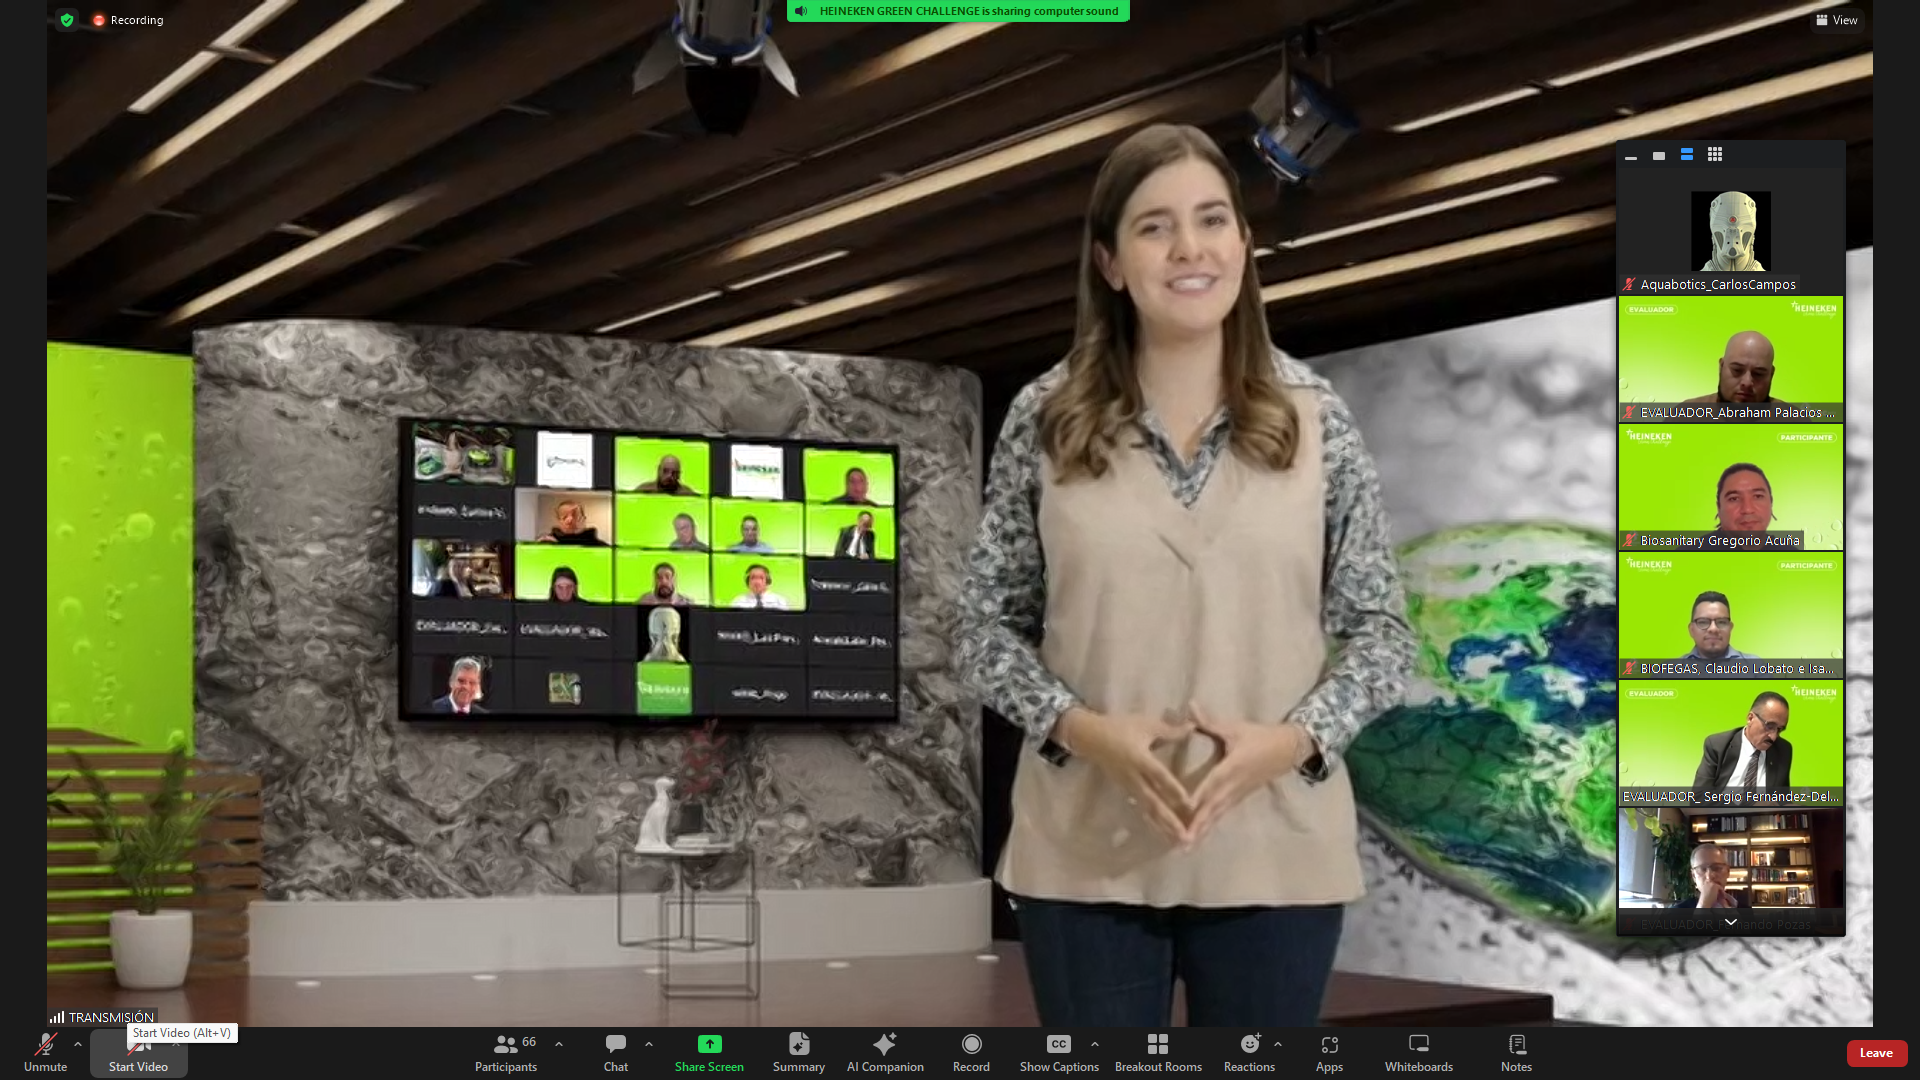 Recording
HEINEKEN GREEN CHALLENGE is sharing computer sound
View
Aquabotics_CarlosCampos
EVALUADOR
HEINEKEN
EVALUADOR_Abraham Palacios ...
HEINEKEN
PARTICIPANTE
Biosanitary Gregorio Acuña
HEINEKEN
PARTICIPANTE
BIOFEGAS, Claudio Lobato e Isa...
EVALUADOR
HEINEKEN
EVALUADOR_ Sergio Fernández-Del...
EVALUADOR_Fernando Pozas
TRANSMISIÓN
Start Video (Alt+V)
Unmute
Start Video
Participants
66
Chat
Share Screen
Summary
AI Companion
Record
CC
Show Captions
Breakout Rooms
Reactions
Apps
Whiteboards
Notes
Leave